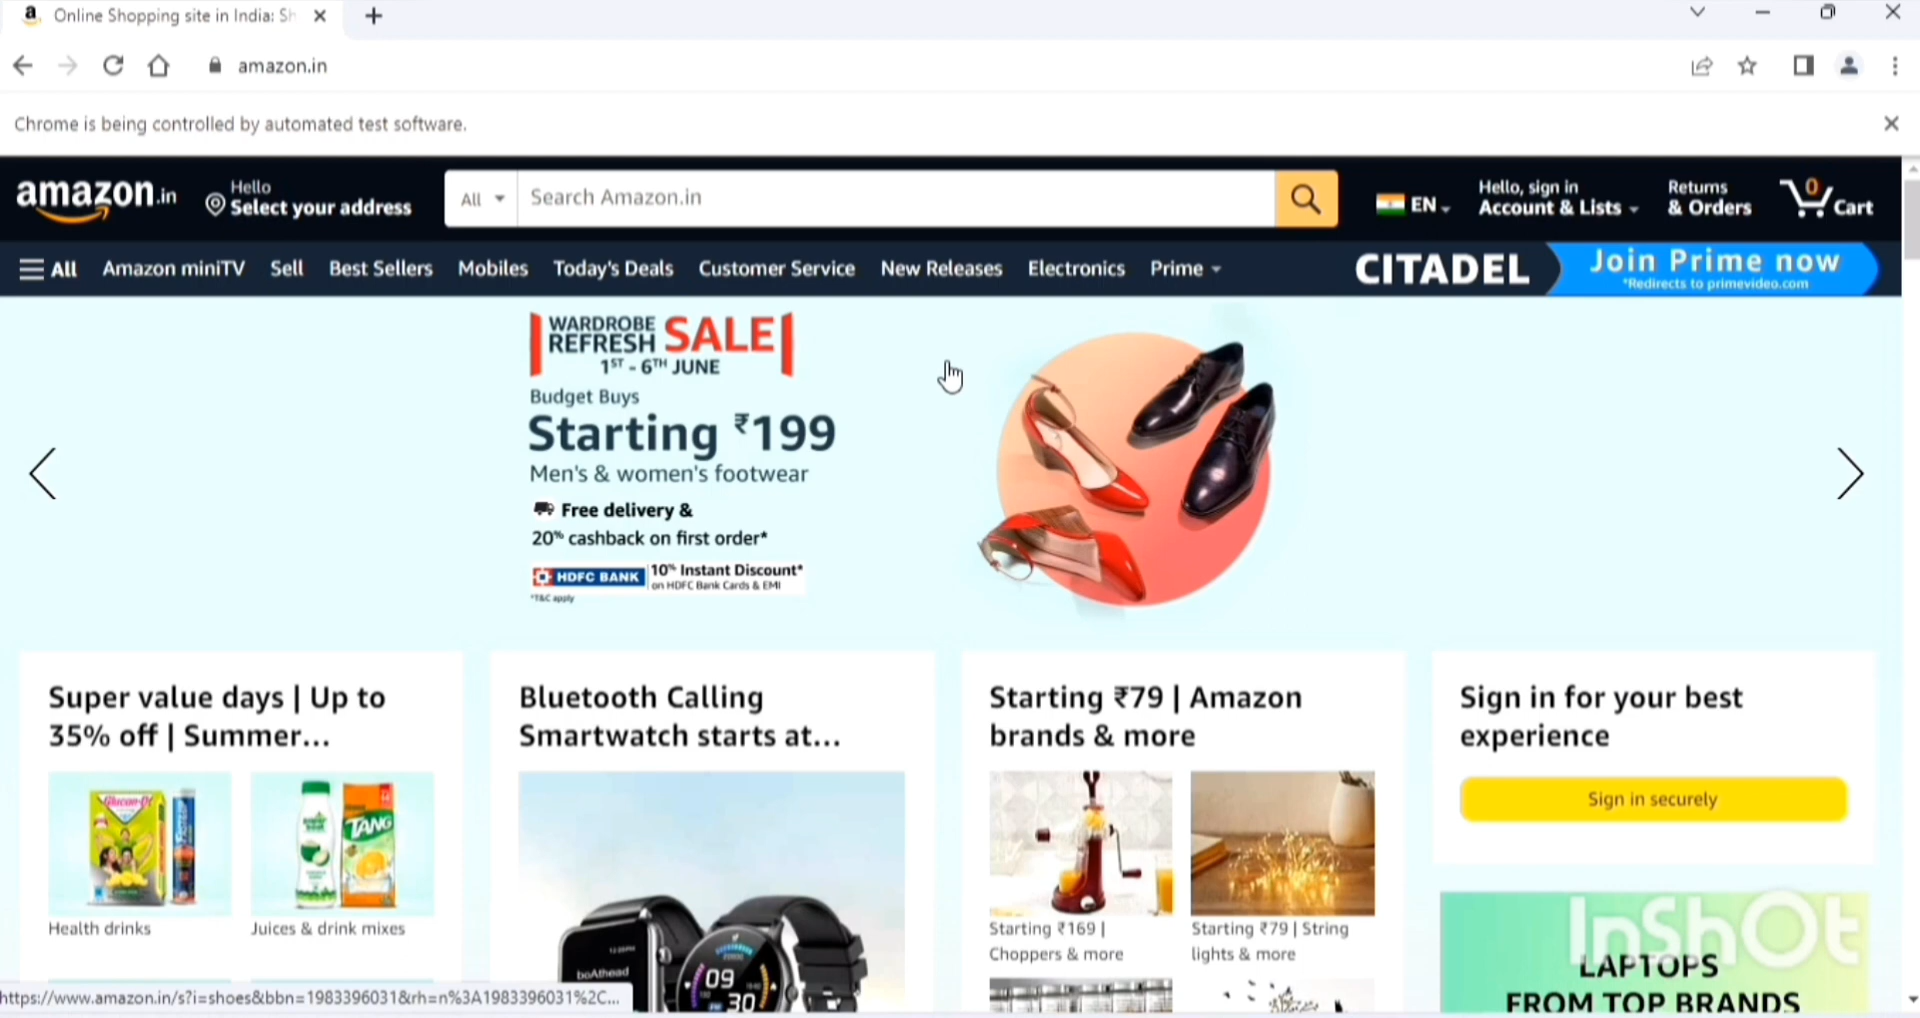 Online Shopping site in India: Sh
amazon.in
Chrome is being controlled by automated test software.
amazon.in
Hello
Select your address
All
Search Amazon.in
EN
Hello, sign in
Account & Lists
Returns
& Orders
0
Cart
All
Amazon miniTV
Sell
Best Sellers
Mobiles
Today's Deals
Customer Service
New Releases
Electronics
Prime
CITADEL
Join Prime now
*Redirects to primevideo.com
WARDROBE
REFRESH SALE
1ST - 6TH JUNE
Budget Buys
Starting ₹199
Men's & women's footwear
Free delivery &
20% cashback on first order*
HDFC BANK
10% Instant Discount*
on HDFC Bank Cards & EMI
*T&C apply
Super value days | Up to
35% off | Summer...
Bluetooth Calling
Smartwatch starts at...
Starting ₹79 | Amazon
brands & more
Sign in for your best
experience
Sign in securely
TANG
Health drinks
Juices & drink mixes
boAthead
09
30
Starting ₹169 |
Choppers & more
Starting ₹79 | String
lights & more
InShOt
LAPTOPS
FROM TOP BRANDS
https://www.amazon.in/s?i=shoes&bbn=1983396031&rh=n%3A1983396031%2C...